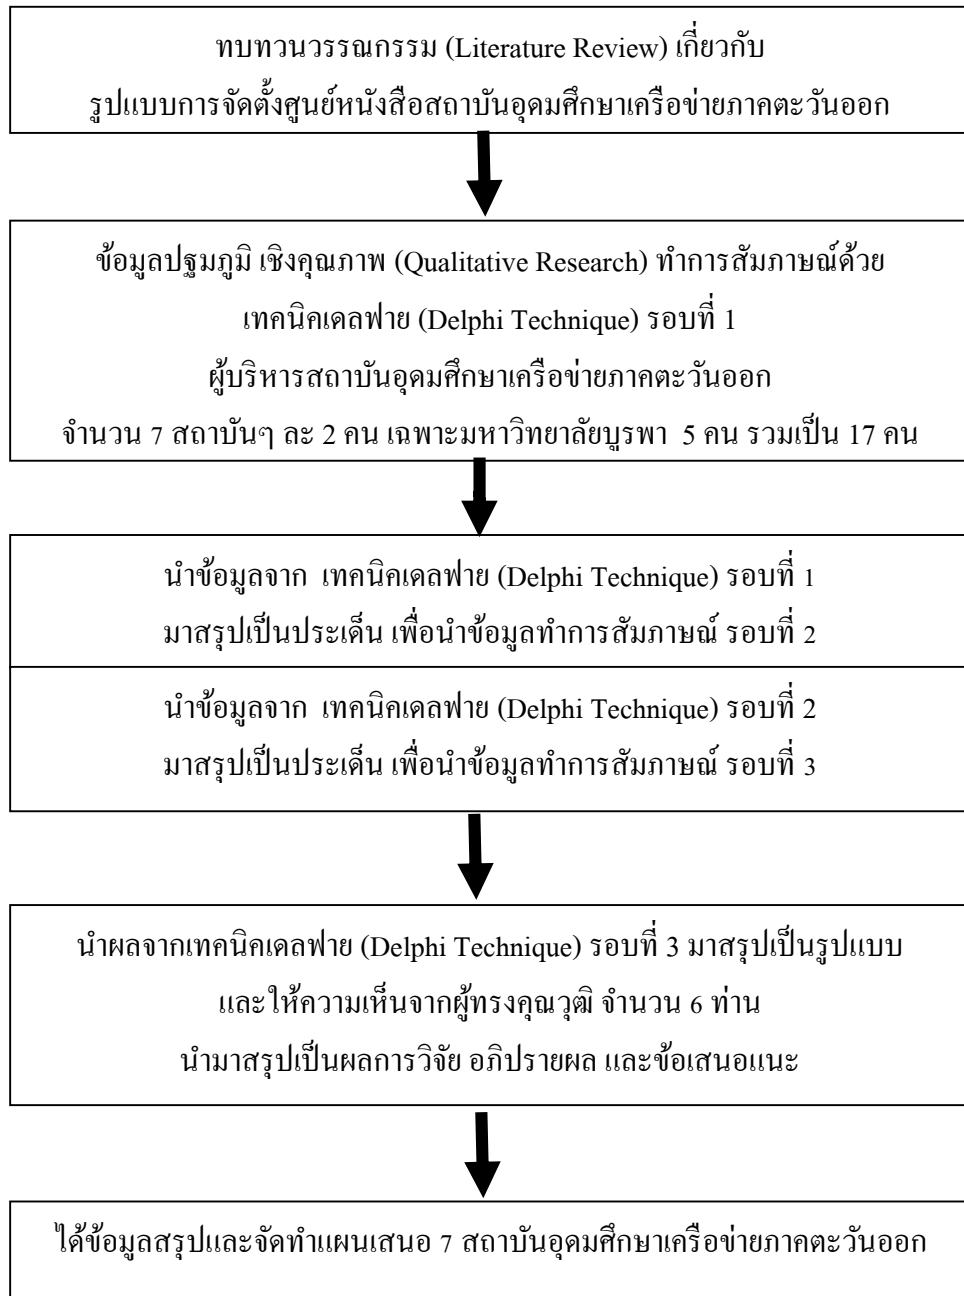 ทบทวนวรรณกรรม (Literature Review) เกี่ยวกับ
รูปแบบการจัดตั้งศูนย์หนังสือสถาบันอุดมศึกษาเครือข่ายภาคตะวันออก
ข้อมูลปฐมภูมิ เชิงคุณภาพ (Qualitative Research) ทำการสัมภาษณ์ด้วย
เทคนิคเดลฟาย (Delphi Technique) รอบที่ 1
ผู้บริหารสถาบันอุดมศึกษาเครือข่ายภาคตะวันออก
จำนวน 7 สถาบันๆ ละ 2 คน เฉพาะมหาวิทยาลัยบูรพา 5 คน รวมเป็น 17 คน
นำข้อมูลจาก เทคนิคเดลฟาย (Delphi Technique) รอบที่ 1
มาสรุปเป็นประเด็น เพื่อนำข้อมูลทำการสัมภาษณ์ รอบที่ 2
นำข้อมูลจาก เทคนิคเดลฟาย (Delphi Technique) รอบที่ 2
มาสรุปเป็นประเด็น เพื่อนำข้อมูลทำการสัมภาษณ์ รอบที่ 3
นำผลจากเทคนิคเดลฟาย (Delphi Technique) รอบที่ 3 มาสรุปเป็นรูปแบบ
และให้ความเห็นจากผู้ทรงคุณวุฒิ จำนวน 6 ท่าน
นำมาสรุปเป็นผลการวิจัย อภิปรายผล และข้อเสนอแนะ
ได้ข้อมูลสรุปและจัดทำแผนเสนอ 7 สถาบันอุดมศึกษาเครือข่ายภาคตะวันออก